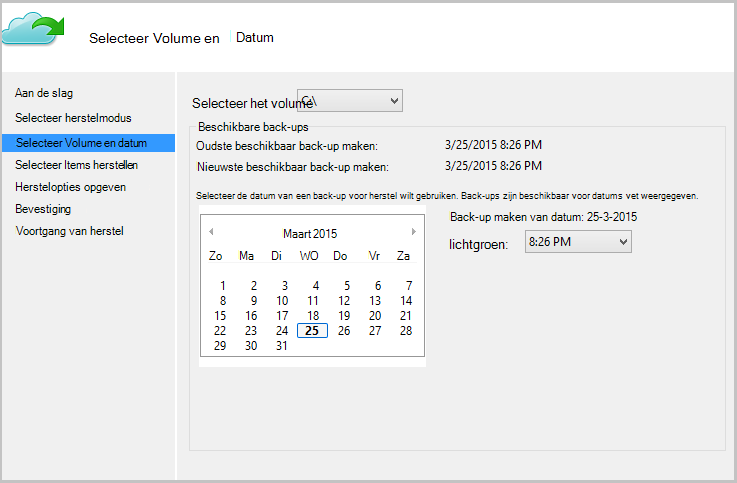 Selecteer Volume en Datum
Aan de slag
Selecteer herstelmodus
Selecteer Volume en datum
Selecteer Items herstellen
Herstelopties opgeven
Bevestiging
Voortgang van herstel
Selecteer het volume C:\
Beschikbare back-ups
Oudste beschikbaar back-up maken: 3/25/2015 8:26 PM
Nieuwste beschikbaar back-up maken: 3/25/2015 8:26 PM
Selecteer de datum van een back-up voor herstel wilt gebruiken. Back-ups zijn beschikbaar voor datums vet weergegeven.
Maart 2015
Zo Ma Di WO Do Vr Za
1 2 3 4 5 6 7
8 9 10 11 12 13 14
15 16 17 18 19 20 21
22 23 24 25 26 27 28
29 30 31
Back-up maken van datum: 25-3-2015
lichtgroen: 8:26 PM